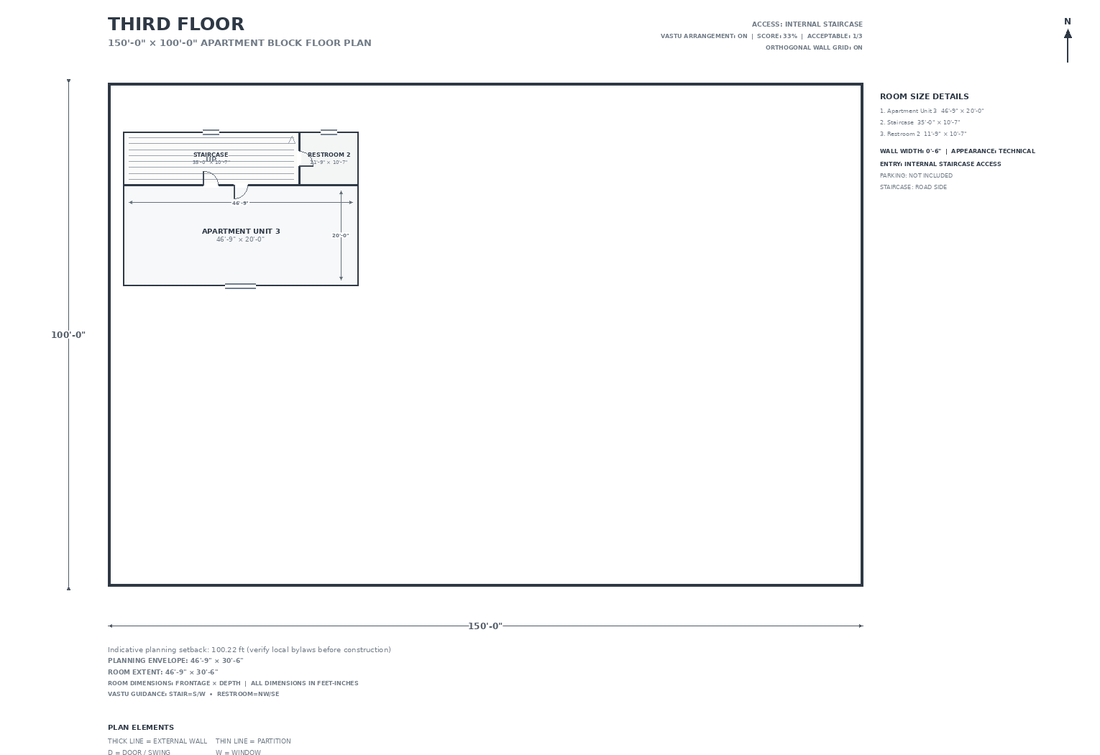 THIRD FLOOR
150'-0" × 100'-0" APARTMENT BLOCK FLOOR PLAN
ACCESS: INTERNAL STAIRCASE
VASTU ARRANGEMENT: ON | SCORE: 33% | ACCEPTABLE: 1/3
ORTHOGONAL WALL GRID: ON
N
ROOM SIZE DETAILS
1. Apartment Unit 3 46'-9" × 20'-0"
2. Staircase 35'-0" × 10'-7"
3. Restroom 2 11'-9" × 10'-7"
WALL WIDTH: 0'-6" | APPEARANCE: TECHNICAL
ENTRY: INTERNAL STAIRCASE ACCESS
PARKING: NOT INCLUDED
STAIRCASE: ROAD SIDE
STAIRCASE
35'-0" × 10'-7"
UP
RESTROOM 2
11'-9" × 10'-7"
46'-9"
APARTMENT UNIT 3
46'-9" × 20'-0"
20'-0"
100'-0"
150'-0"
Indicative planning setback: 100.22 ft (verify local bylaws before construction)
PLANNING ENVELOPE: 46'-9" × 30'-6"
ROOM EXTENT: 46'-9" × 30'-6"
ROOM DIMENSIONS: FRONTAGE × DEPTH | ALL DIMENSIONS IN FEET-INCHES
VASTU GUIDANCE: STAIR=S/W • RESTROOM=NW/SE
PLAN ELEMENTS
THICK LINE = EXTERNAL WALL THIN LINE = PARTITION
D = DOOR / SWING W = WINDOW